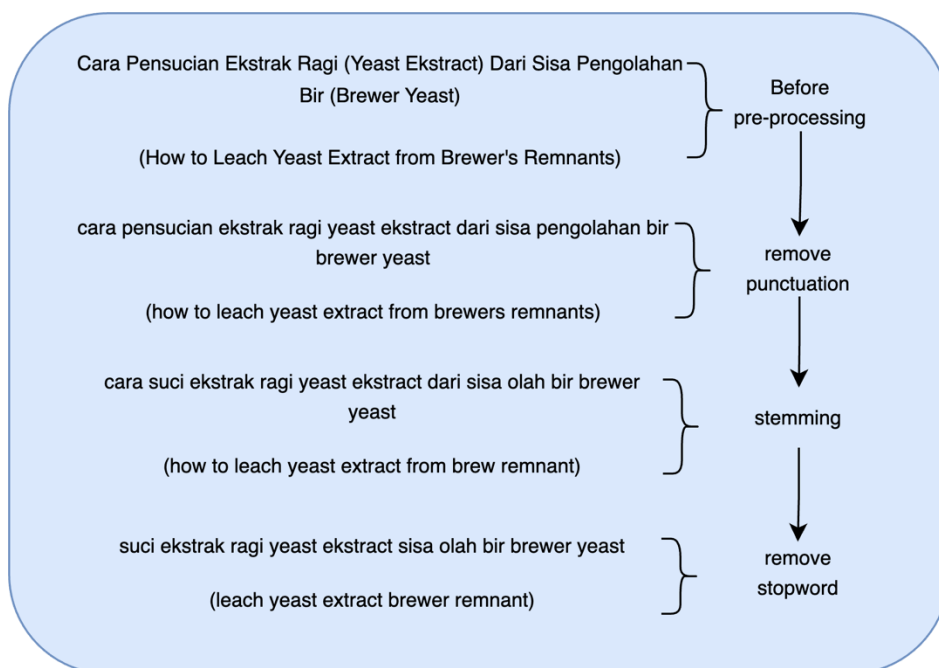 Cara Pensucian Ekstrak Ragi (Yeast Ekstract) Dari Sisa Pengolahan
Bir (Brewer Yeast)
(How to Leach Yeast Extract from Brewer's Remnants)
Before
pre-processing
cara pensucian ekstrak ragi yeast ekstract dari sisa pengolahan bir
brewer yeast
(how to leach yeast extract from brewers remnants)
remove
punctuation
cara suci ekstrak ragi yeast ekstract dari sisa olah bir brewer
yeast
(how to leach yeast extract from brew remnant)
stemming
suci ekstrak ragi yeast ekstract sisa olah bir brewer yeast
(leach yeast extract brewer remnant)
remove
stopword